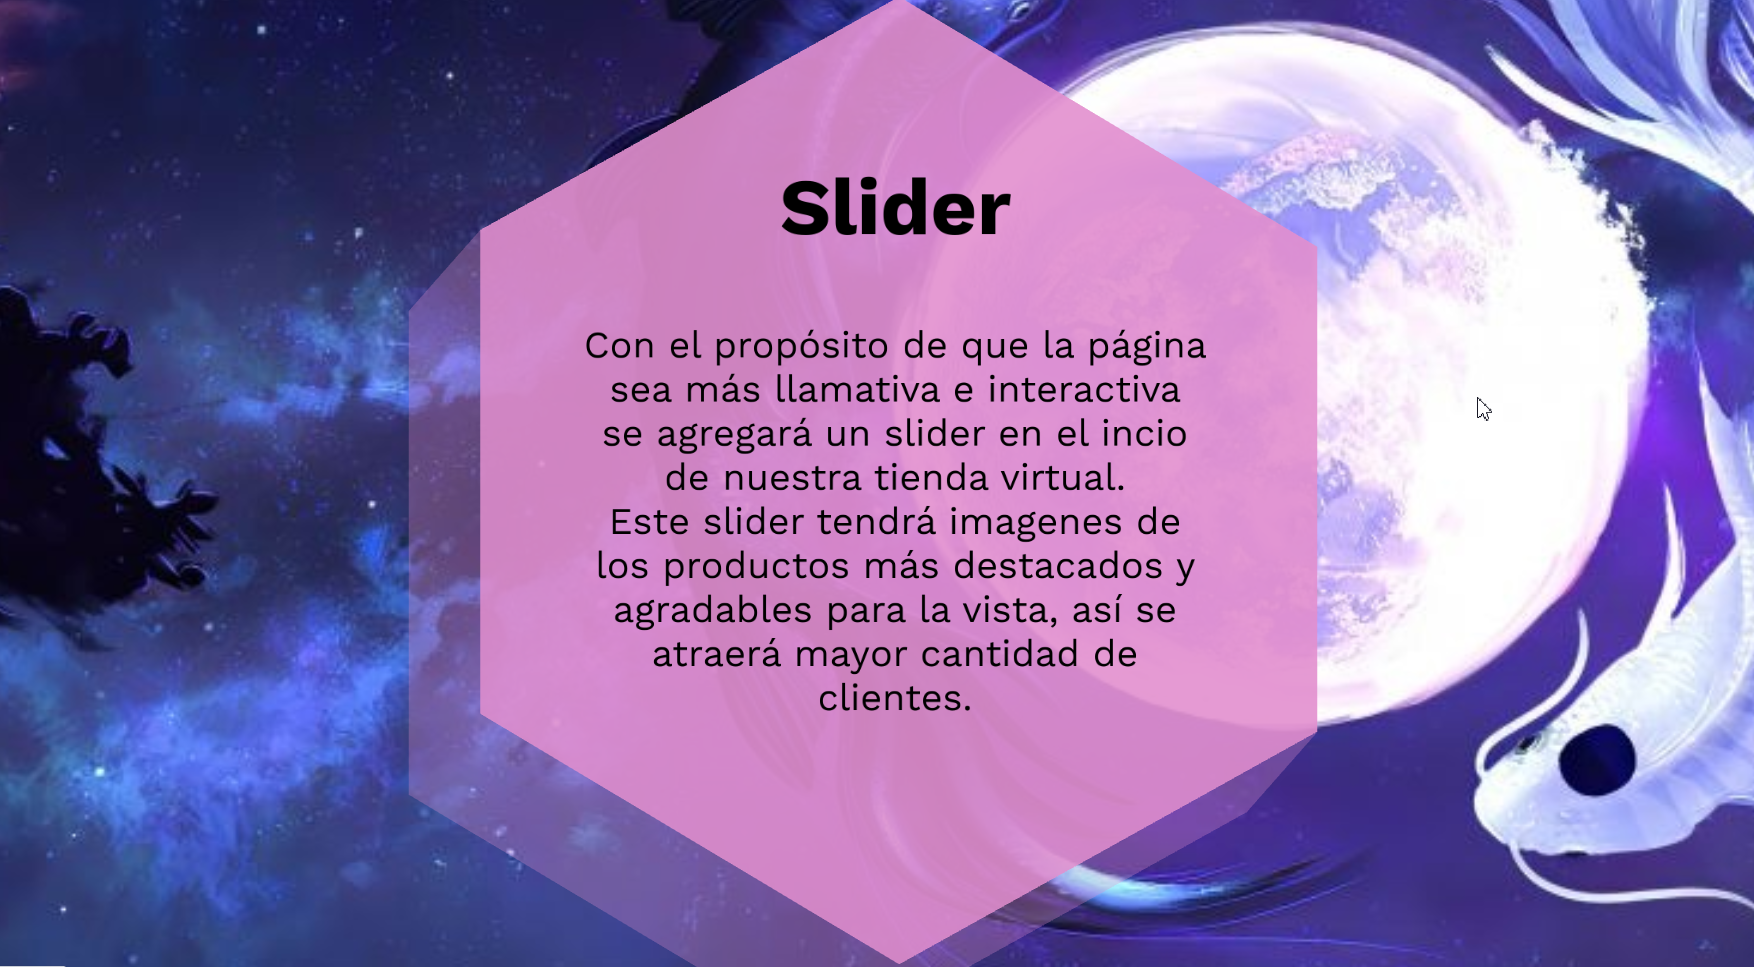 Slider
Con el propósito de que la página
sea más llamativa e interactiva
se agregará un slider en el incio
de nuestra tienda virtual.
Este slider tendrá imagenes de
los productos más destacados y
agradables para la vista, así se
atraerá mayor cantidad de
clientes.